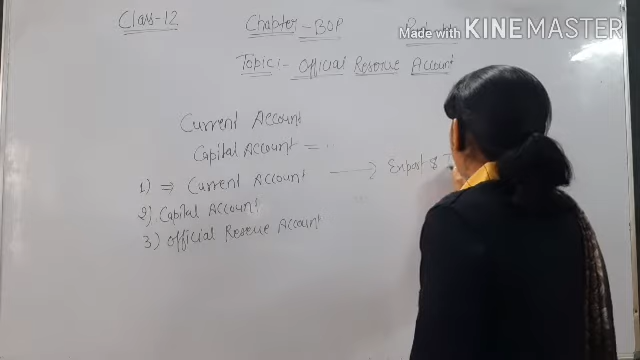 Class-12 Chapter-BOP
Made with KINEMASTER
Topic:- Official Reserve Account
Current Account
Capital Account =
1) ⇒ Current Account ⟶ Export &
2) Capital Account
3) Official Reserve Account